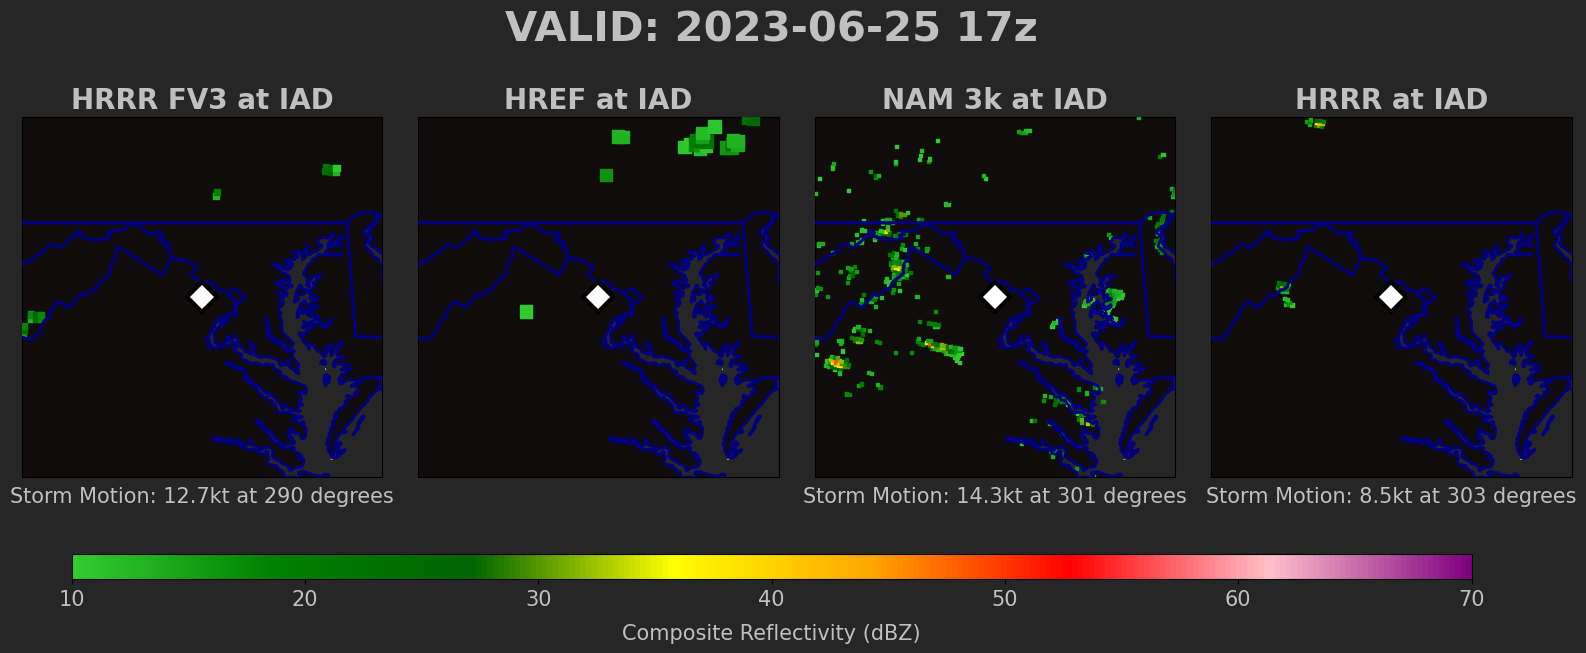 VALID: 2023-06-25 17z
HRRR FV3 at IAD
HREF at IAD
NAM 3k at IAD
HRRR at IAD
Storm Motion: 12.7kt at 290 degrees
Storm Motion: 14.3kt at 301 degrees
Storm Motion: 8.5kt at 303 degrees
10 20 30 40 50 60 70
Composite Reflectivity (dBZ)